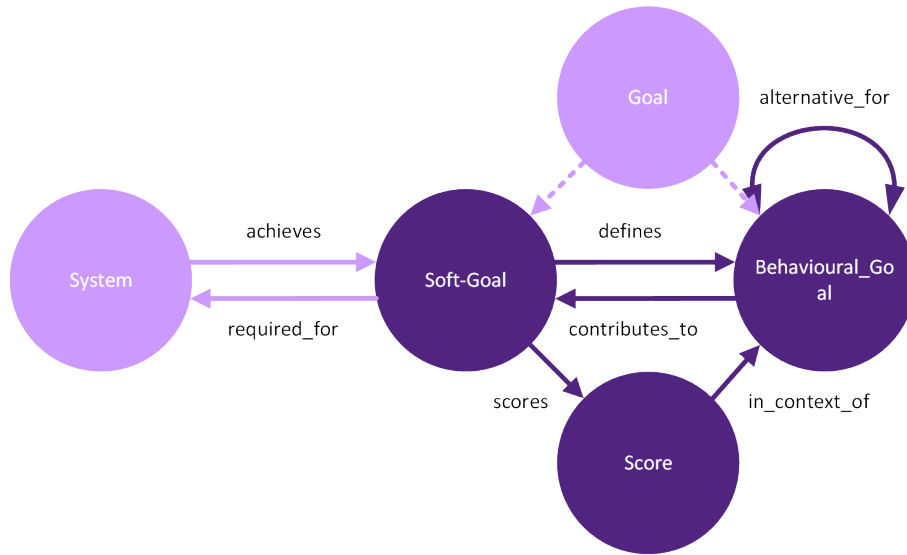 Goal
alternative_for
achieves
defines
System
Soft-Goal
Behavioural_Go
al
required_for
contributes_to
scores
in_context_of
Score